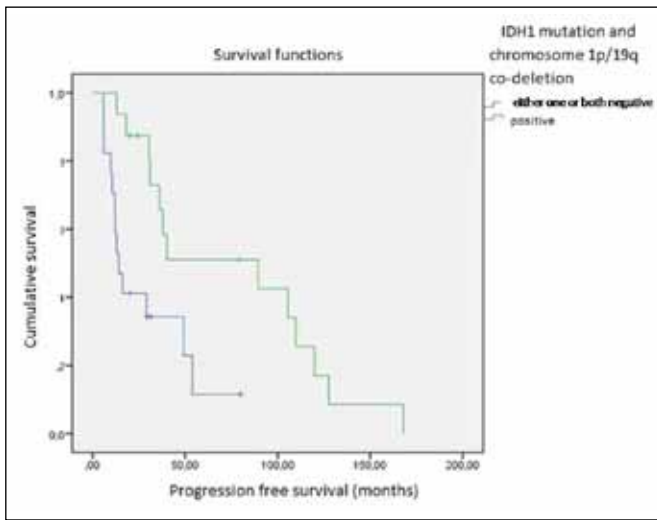 IDH1 mutation and
chromosome 1p/19q
co-deletion
either one or both negative
positive
Survival functions
Cumulative survival
1,0
,2
0,0
,00
50,00
100,00
150,00
200,00
Progression free survival (months)